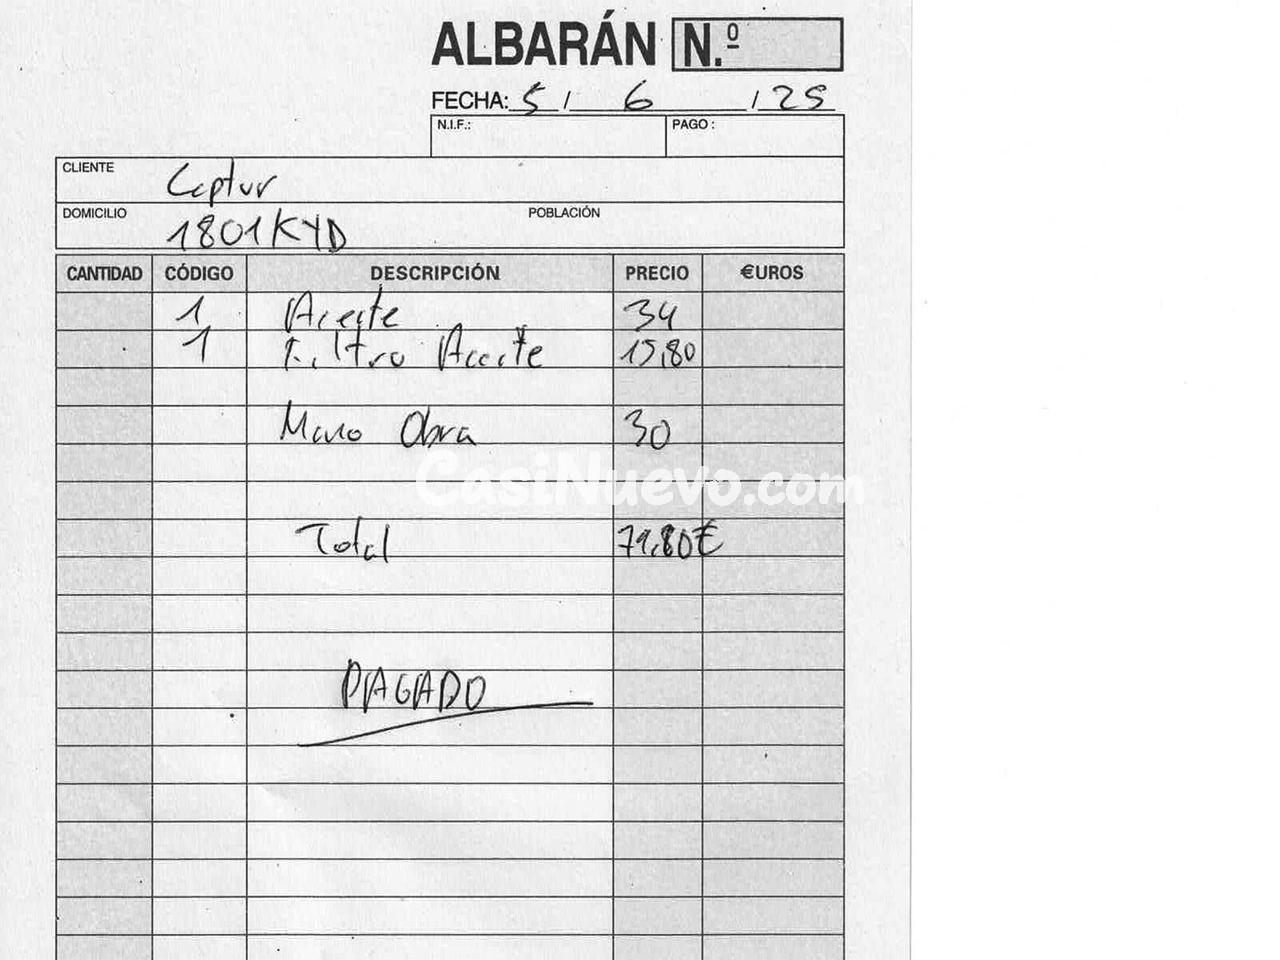 ALBARÁN N.º
FECHA: 5 / 6 / 25
N.I.F.: PAGO :
CLIENTE Captur
DOMICILIO 1801KYD POBLACIÓN
CANTIDAD CÓDIGO DESCRIPCIÓN PRECIO €UROS
1 Aceite 34
1 Filtro Aceite 15,80
Mano Obra 30
CasiNuevo.com
Total 79,80€
PAGADO